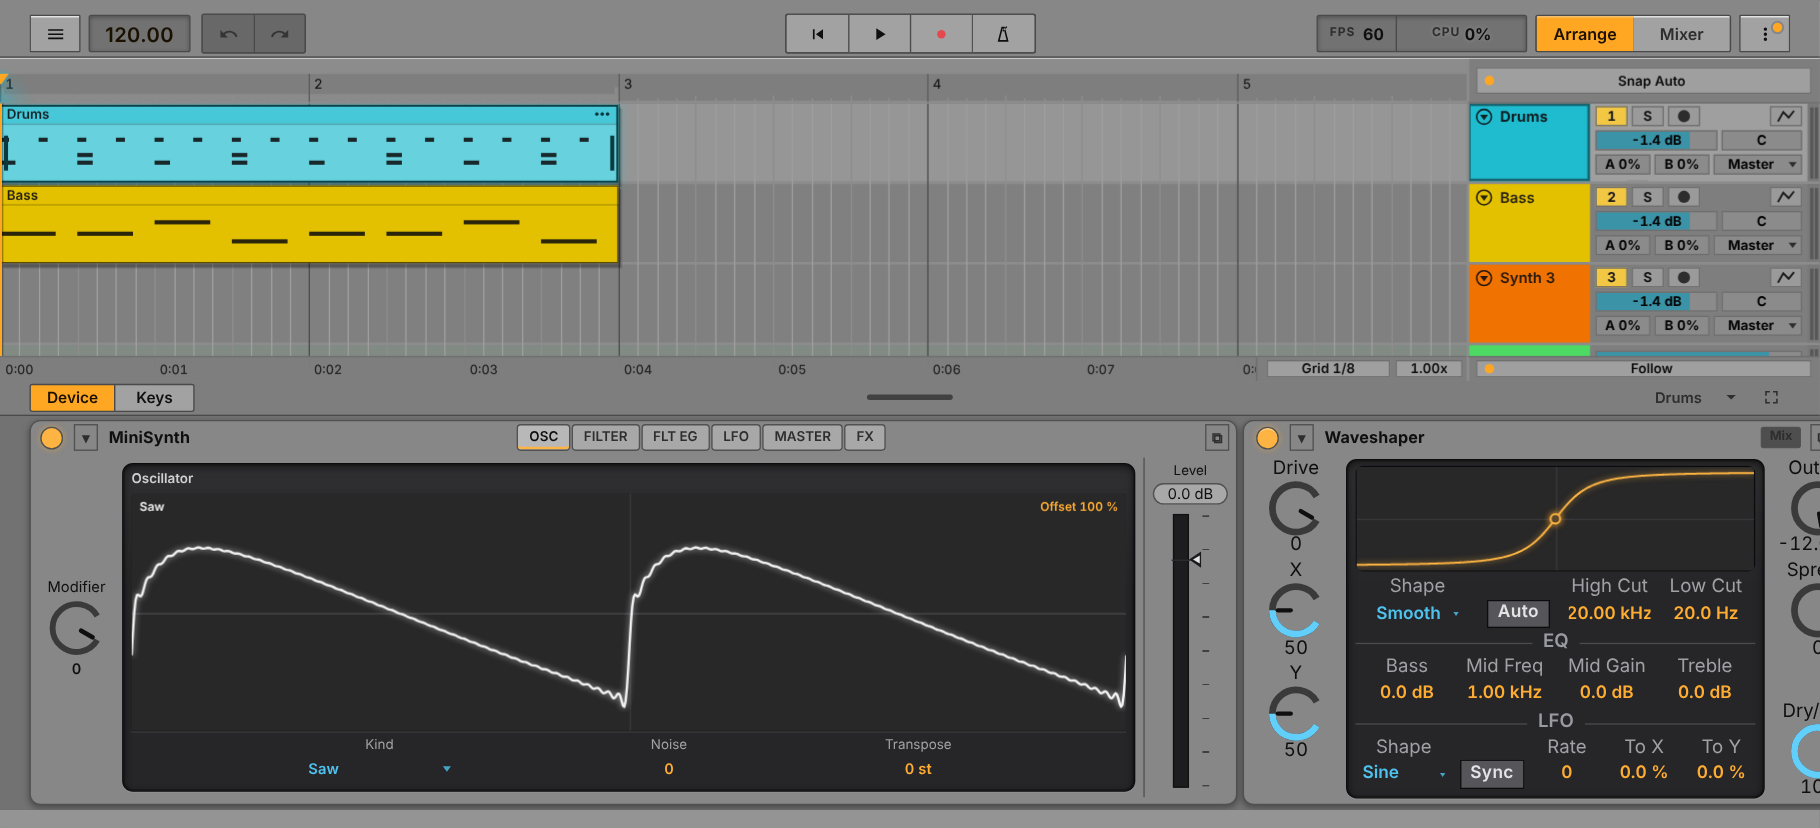 120.00
FPS 60 CPU 0%
Arrange Mixer
1 2 3 4 5
Snap Auto
Drums
Drums 1 S
-1.4 dB C
A 0% B 0% Master
Bass
Bass 2 S
-1.4 dB C
A 0% B 0% Master
Synth 3 3 S
-1.4 dB C
A 0% B 0% Master
0:00 0:01 0:02 0:03 0:04 0:05 0:06 0:07 Grid 1/8 1.00x Follow
Device Keys Drums
MiniSynth OSC FILTER FLT EG LFO MASTER FX Waveshaper Mix
Oscillator Level Drive
Saw Offset 100 % 0.0 dB
0
X
Modifier Shape High Cut Low Cut
Smooth Auto 20.00 kHz 20.0 Hz
50 EQ
0 Y Bass Mid Freq Mid Gain Treble
0.0 dB 1.00 kHz 0.0 dB 0.0 dB
LFO
Kind Noise Transpose 50 Shape Rate To X To Y
Saw 0 0 st Sine Sync 0 0.0 % 0.0 %